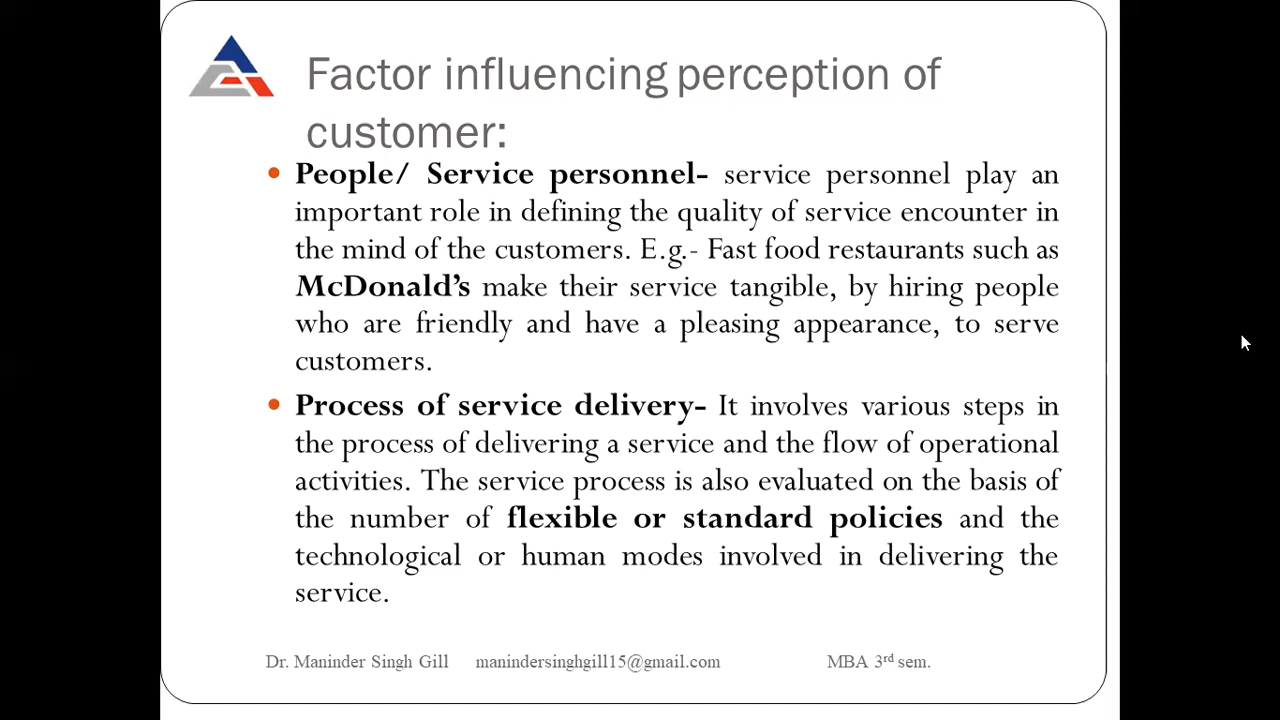 Factor influencing perception of
customer:
• People/ Service personnel- service personnel play an
important role in defining the quality of service encounter in
the mind of the customers. E.g.- Fast food restaurants such as
McDonald’s make their service tangible, by hiring people
who are friendly and have a pleasing appearance, to serve
customers.
• Process of service delivery- It involves various steps in
the process of delivering a service and the flow of operational
activities. The service process is also evaluated on the basis of
the number of flexible or standard policies and the
technological or human modes involved in delivering the
service.
Dr. Maninder Singh Gill manindersinghgill15@gmail.com MBA 3rd sem.